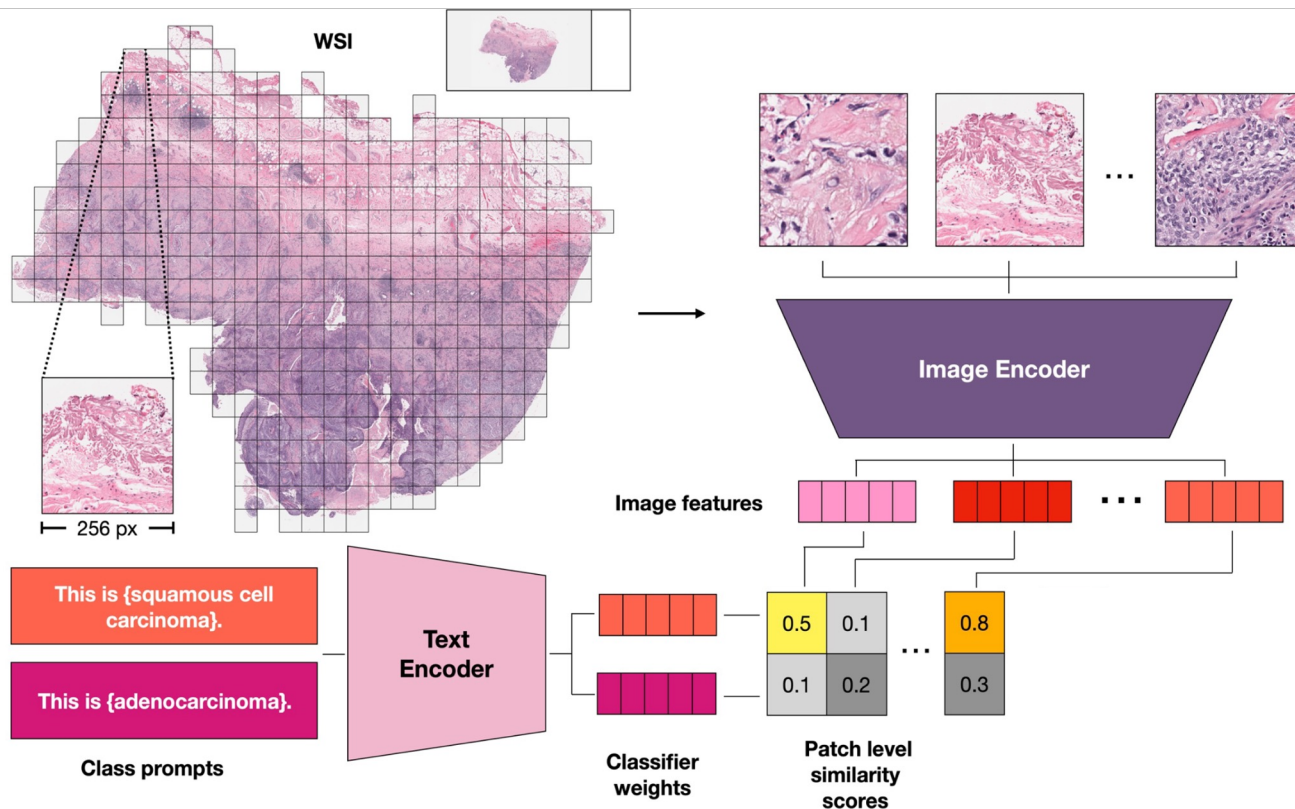 WSI
256 px
Image Encoder
Image features
This is {squamous cell
carcinoma}.
This is {adenocarcinoma}.
Class prompts
Text
Encoder
Classifier
weights
0.5 0.1 ... 0.8
0.1 0.2 0.3
Patch level
similarity
scores